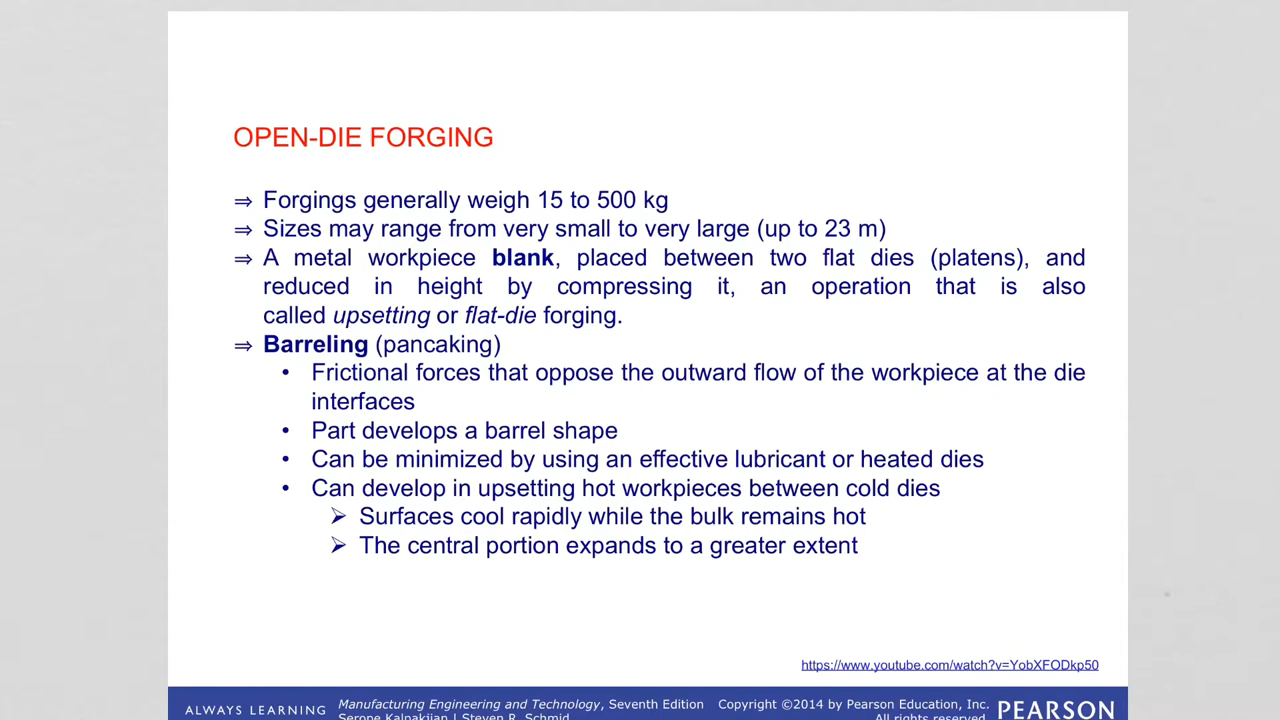 OPEN-DIE FORGING
⇒ Forgings generally weigh 15 to 500 kg
⇒ Sizes may range from very small to very large (up to 23 m)
⇒ A metal workpiece blank, placed between two flat dies (platens), and
reduced in height by compressing it, an operation that is also
called upsetting or flat-die forging.
⇒ Barreling (pancaking)
• Frictional forces that oppose the outward flow of the workpiece at the die
interfaces
• Part develops a barrel shape
• Can be minimized by using an effective lubricant or heated dies
• Can develop in upsetting hot workpieces between cold dies
➢ Surfaces cool rapidly while the bulk remains hot
➢ The central portion expands to a greater extent
https://www.youtube.com/watch?v=YobXFODkp50
ALWAYS LEARNING
Manufacturing Engineering and Technology, Seventh Edition
Serope Kalpakjian | Steven R. Schmid
Copyright ©2014 by Pearson Education, Inc.
All rights reserved.
PEARSON